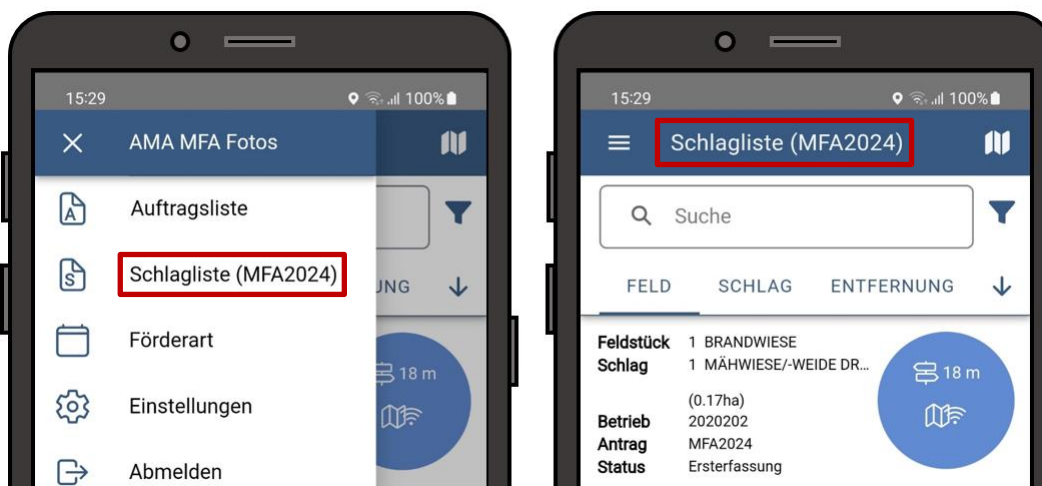 15:29
100%
AMA MFA Fotos
Auftragsliste
Schlagliste (MFA2024)
UNG
Förderart
18 m
Einstellungen
Abmelden
15:29
100%
Schlagliste (MFA2024)
Suche
FELD SCHLAG ENTFERNUNG
Feldstück 1 BRANDWIESE
Schlag 1 MÄHWIESE/-WEIDE DR...
18 m
(0.17ha)
Betrieb 2020202
Antrag MFA2024
Status Ersterfassung